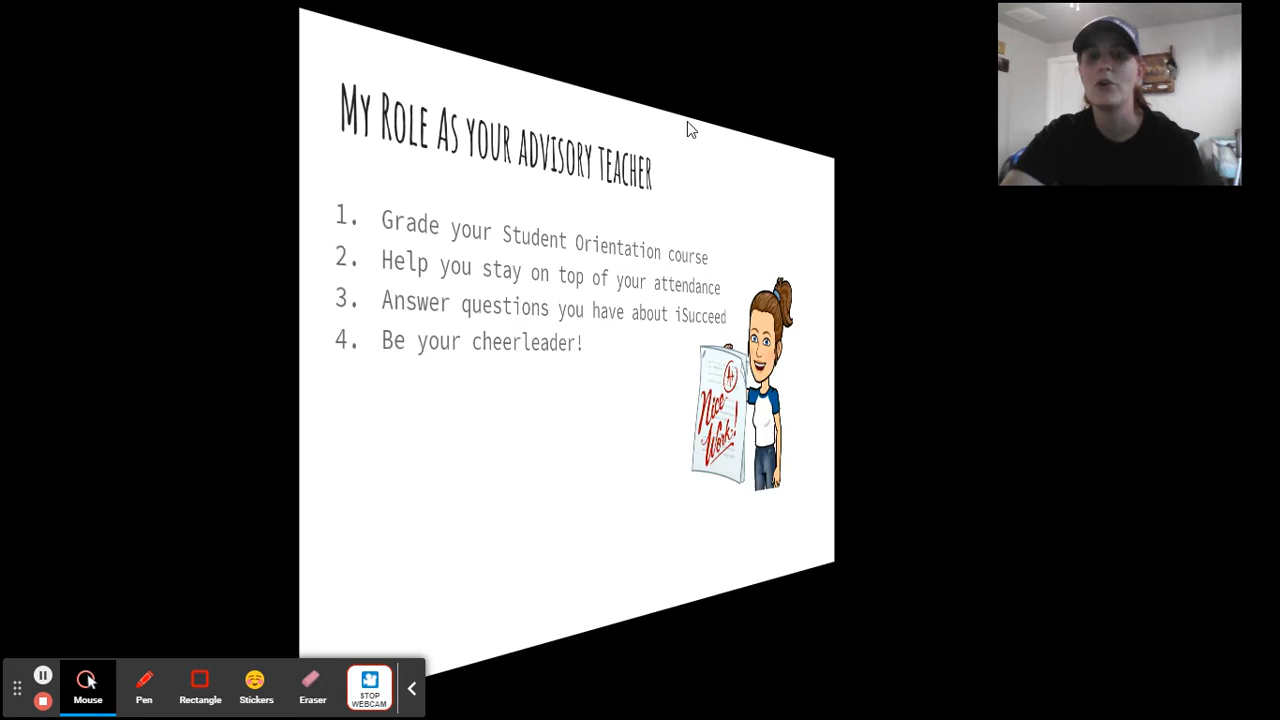 My Role As your advisory teacher
1. Grade your Student Orientation course
2. Help you stay on top of your attendance
3. Answer questions you have about iSucceed
4. Be your cheerleader!
A+
Nice
Work!
Mouse
Pen
Rectangle
Stickers
Eraser
STOP
WEBCAM